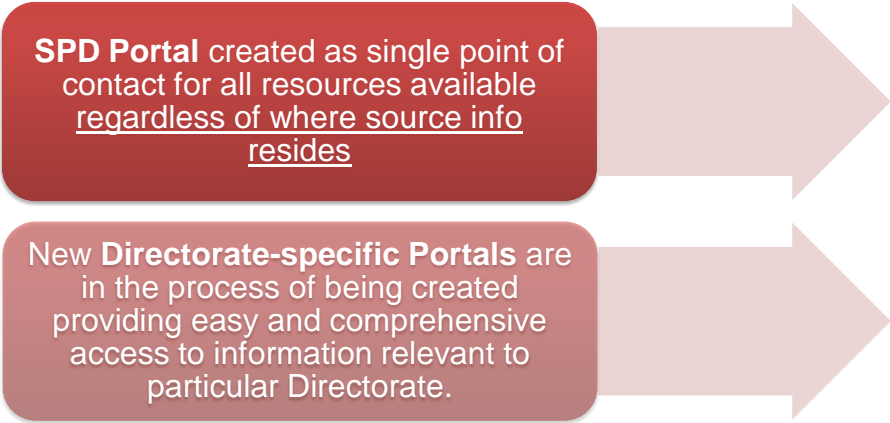 SPD Portal created as single point of
contact for all resources available
regardless of where source info
resides
New Directorate-specific Portals are
in the process of being created
providing easy and comprehensive
access to information relevant to
particular Directorate.